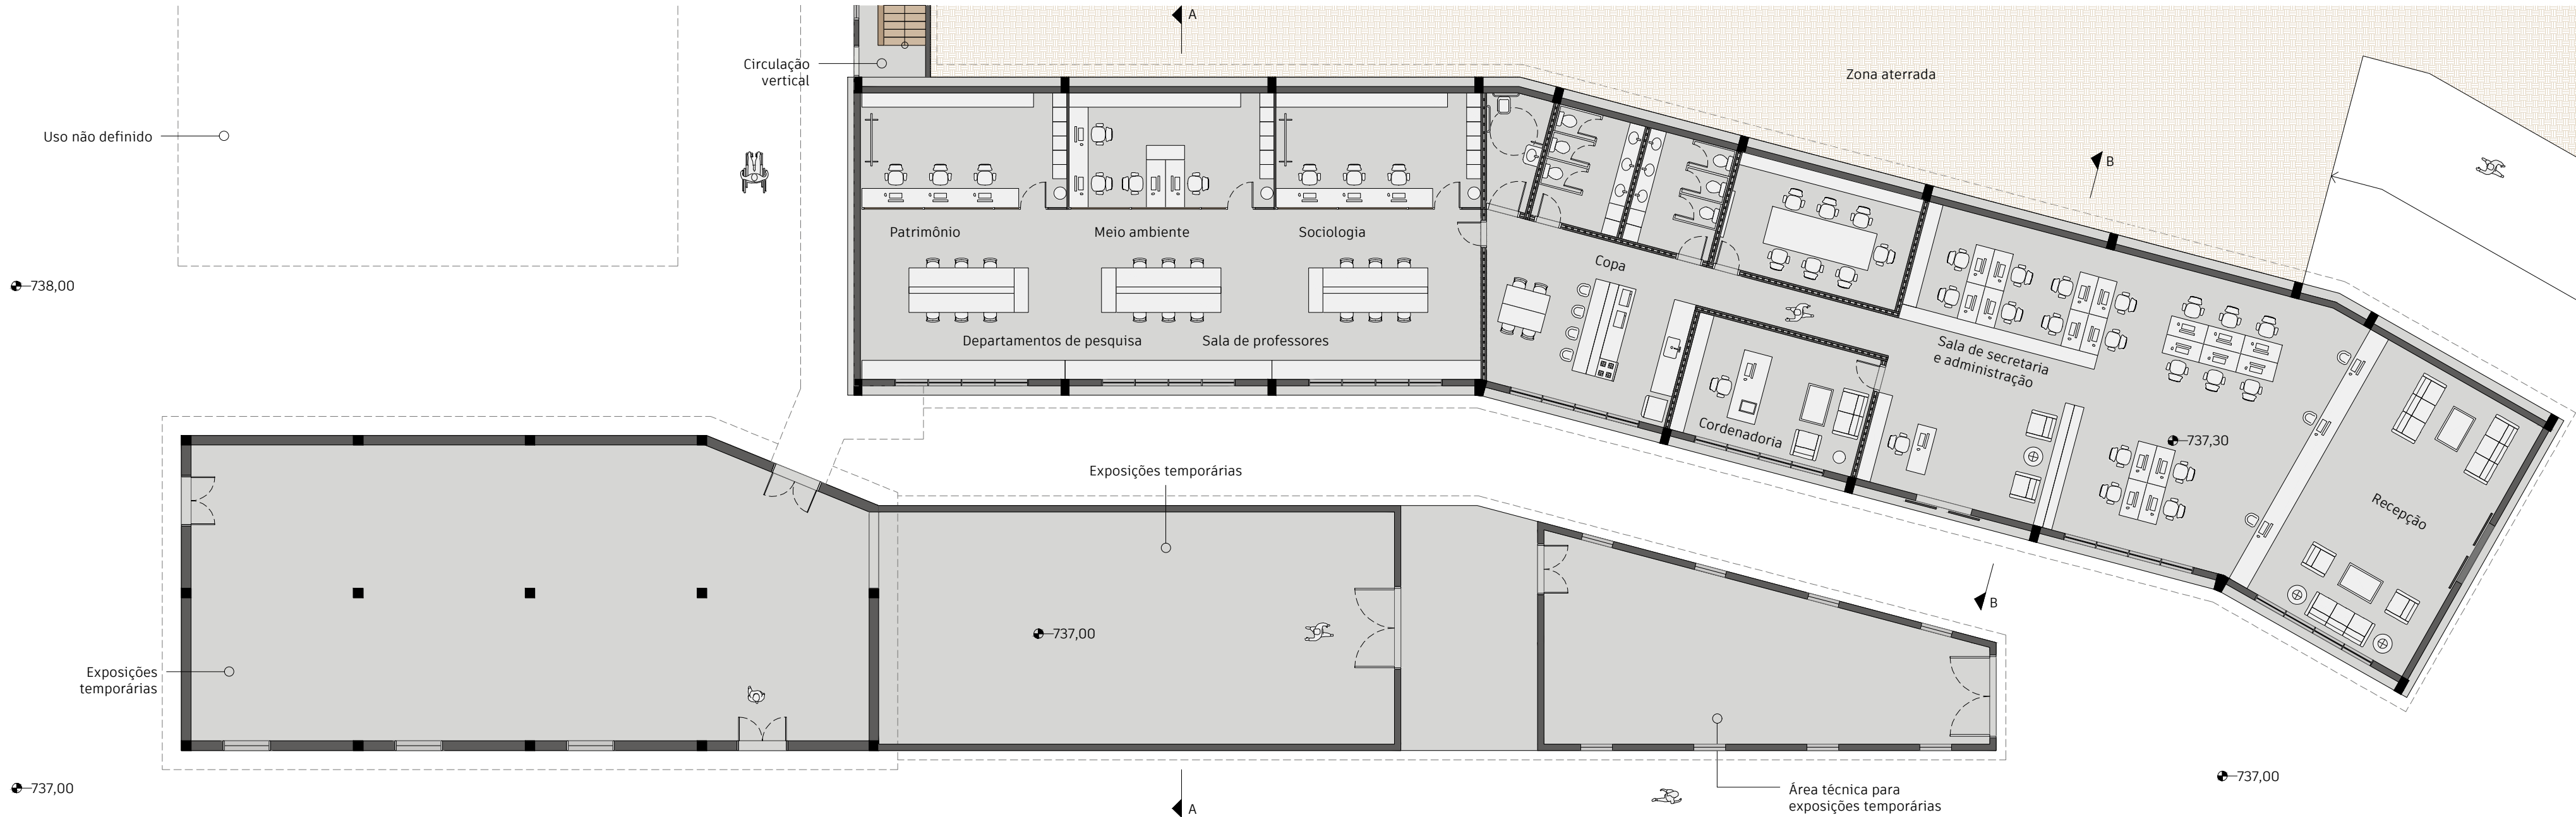 A
Circulação
vertical
Zona aterrada
Uso não definido
B
Patrimônio
Meio ambiente
Sociologia
Copa
738,00
Departamentos de pesquisa
Sala de professores
Sala de secretaria
e administração
Cordenadoria
737,30
Exposições temporárias
Recepção
B
737,00
Exposições
temporárias
737,00
737,00
Área técnica para
exposições temporárias
A